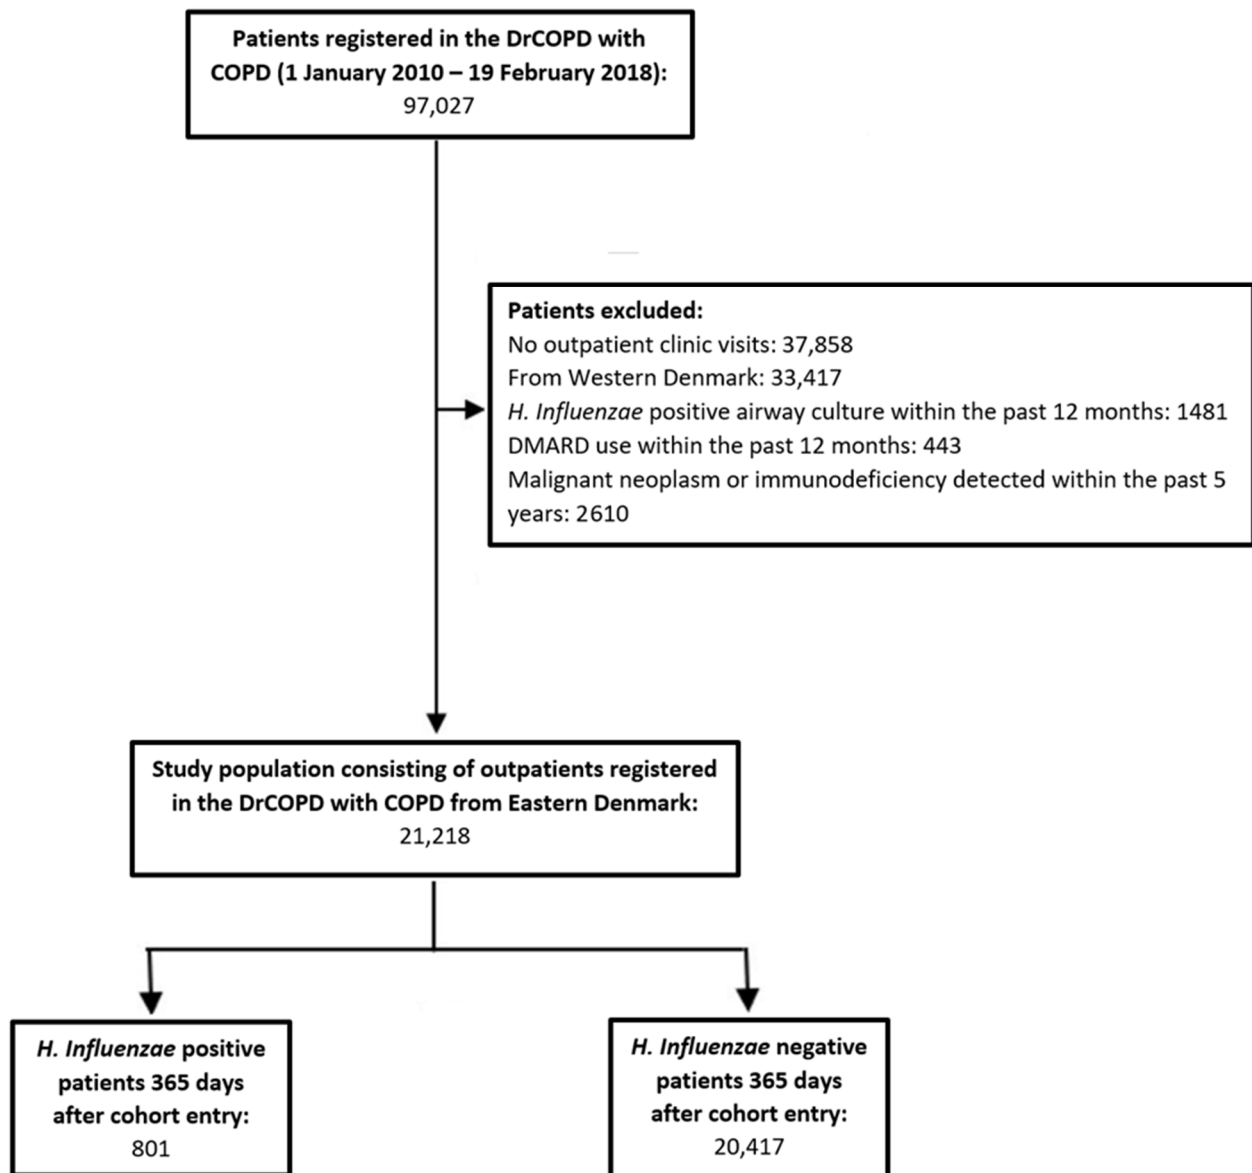 Patients registered in the DrCOPD with
COPD (1 January 2010 – 19 February 2018):
97,027
Patients excluded:
No outpatient clinic visits: 37,858
From Western Denmark: 33,417
H. Influenzae positive airway culture within the past 12 months: 1481
DMARD use within the past 12 months: 443
Malignant neoplasm or immunodeficiency detected within the past 5
years: 2610
Study population consisting of outpatients registered
in the DrCOPD with COPD from Eastern Denmark:
21,218
H. Influenzae positive
patients 365 days
after cohort entry:
801
H. Influenzae negative
patients 365 days
after cohort entry:
20,417